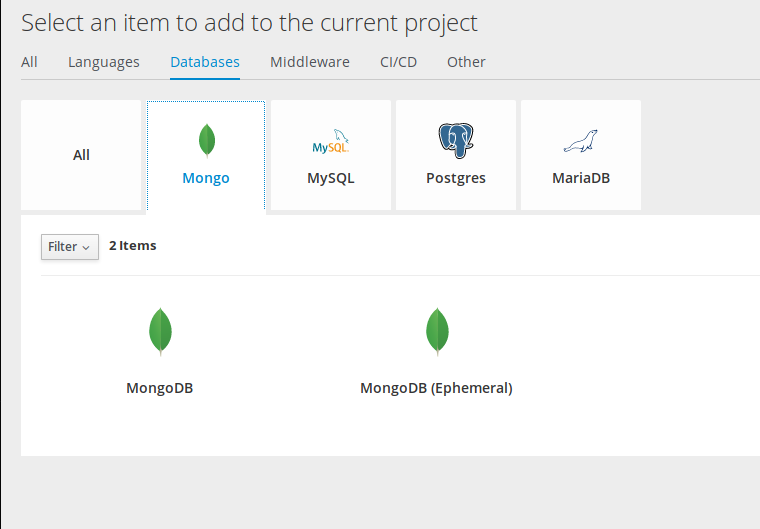 Select an item to add to the current project
All Languages Databases Middleware CI/CD Other
All Mongo MySQL. MySQL Postgres MariaDB
Filter 2 Items
MongoDB MongoDB (Ephemeral)